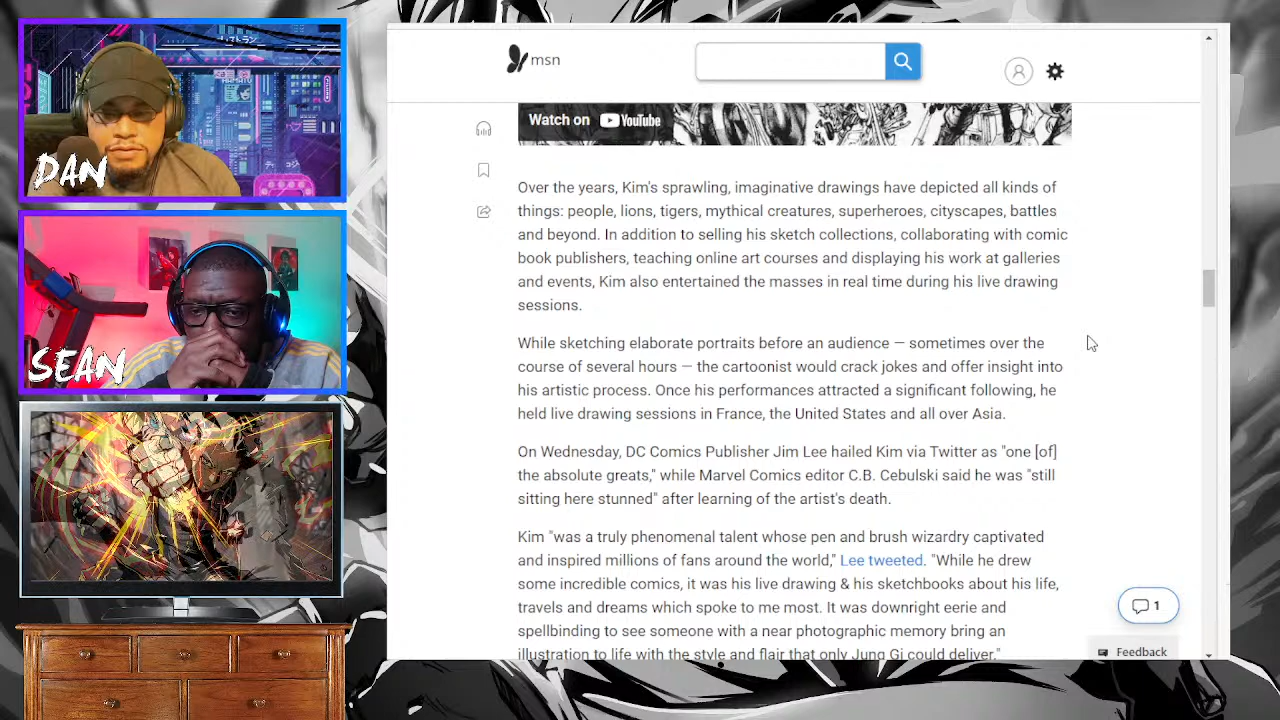 DAN
SEAN
msn
Watch on YouTube
Over the years, Kim's sprawling, imaginative drawings have depicted all kinds of
things: people, lions, tigers, mythical creatures, superheroes, cityscapes, battles
and beyond. In addition to selling his sketch collections, collaborating with comic
book publishers, teaching online art courses and displaying his work at galleries
and events, Kim also entertained the masses in real time during his live drawing
sessions.
While sketching elaborate portraits before an audience — sometimes over the
course of several hours — the cartoonist would crack jokes and offer insight into
his artistic process. Once his performances attracted a significant following, he
held live drawing sessions in France, the United States and all over Asia.
On Wednesday, DC Comics Publisher Jim Lee hailed Kim via Twitter as "one [of]
the absolute greats," while Marvel Comics editor C.B. Cebulski said he was "still
sitting here stunned" after learning of the artist's death.
Kim "was a truly phenomenal talent whose pen and brush wizardry captivated
and inspired millions of fans around the world," Lee tweeted. "While he drew
some incredible comics, it was his live drawing & his sketchbooks about his life,
travels and dreams which spoke to me most. It was downright eerie and
spellbinding to see someone with a near photographic memory bring an
illustration to life with the style and flair that only Jung Gi could deliver."
1
Feedback